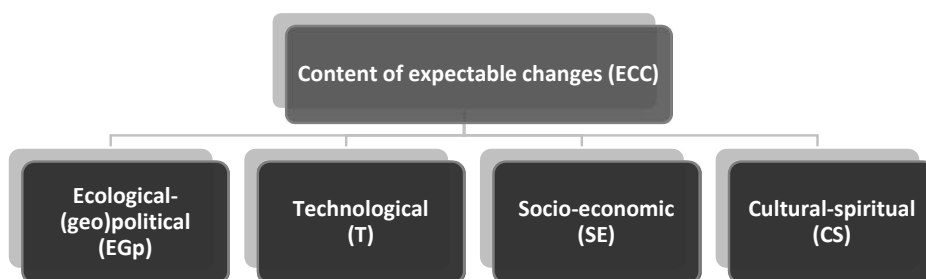 Content of expectable changes (ECC)
Ecological-
(geo)political
(EGp)
Technological
(T)
Socio-economic
(SE)
Cultural-spiritual
(CS)